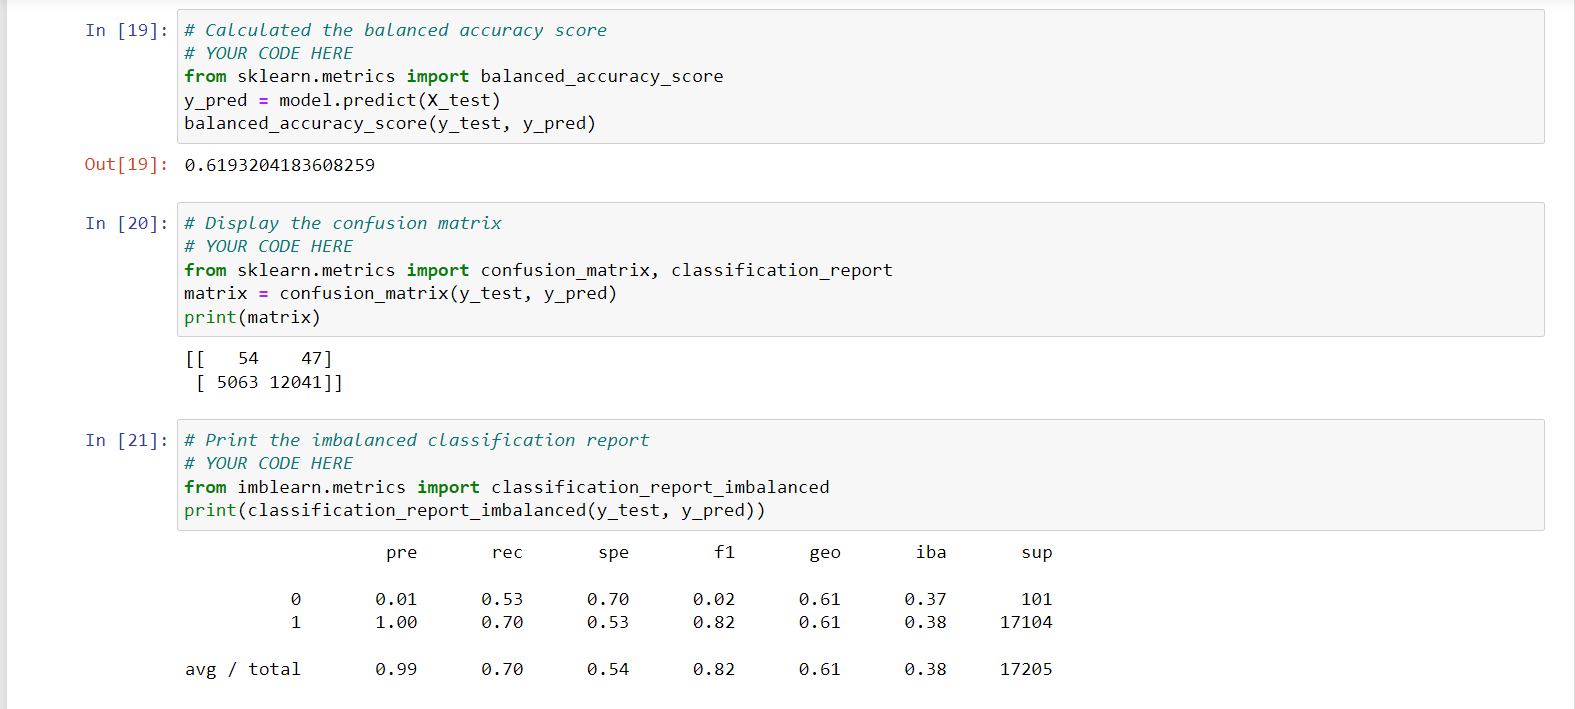 In [19]: # Calculated the balanced accuracy score
# YOUR CODE HERE
from sklearn.metrics import balanced_accuracy_score
y_pred = model.predict(X_test)
balanced_accuracy_score(y_test, y_pred)
Out[19]: 0.6193204183608259
In [20]: # Display the confusion matrix
# YOUR CODE HERE
from sklearn.metrics import confusion_matrix, classification_report
matrix = confusion_matrix(y_test, y_pred)
print(matrix)
[[   54    47]
 [ 5063 12041]]
In [21]: # Print the imbalanced classification report
# YOUR CODE HERE
from imblearn.metrics import classification_report_imbalanced
print(classification_report_imbalanced(y_test, y_pred))
pre rec spe f1 geo iba sup
0 0.01 0.53 0.70 0.02 0.61 0.37 101
1 1.00 0.70 0.53 0.82 0.61 0.38 17104
avg / total 0.99 0.70 0.54 0.82 0.61 0.38 17205